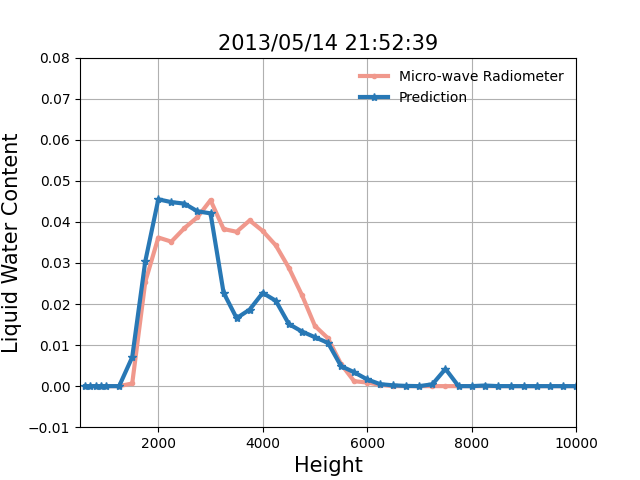 2013/05/14 21:52:39
0.08
0.07
0.06
0.05
0.04
0.03
0.02
0.01
0.00
−0.01
Liquid Water Content
Micro-wave Radiometer
Prediction
2000 4000 6000 8000 10000
Height